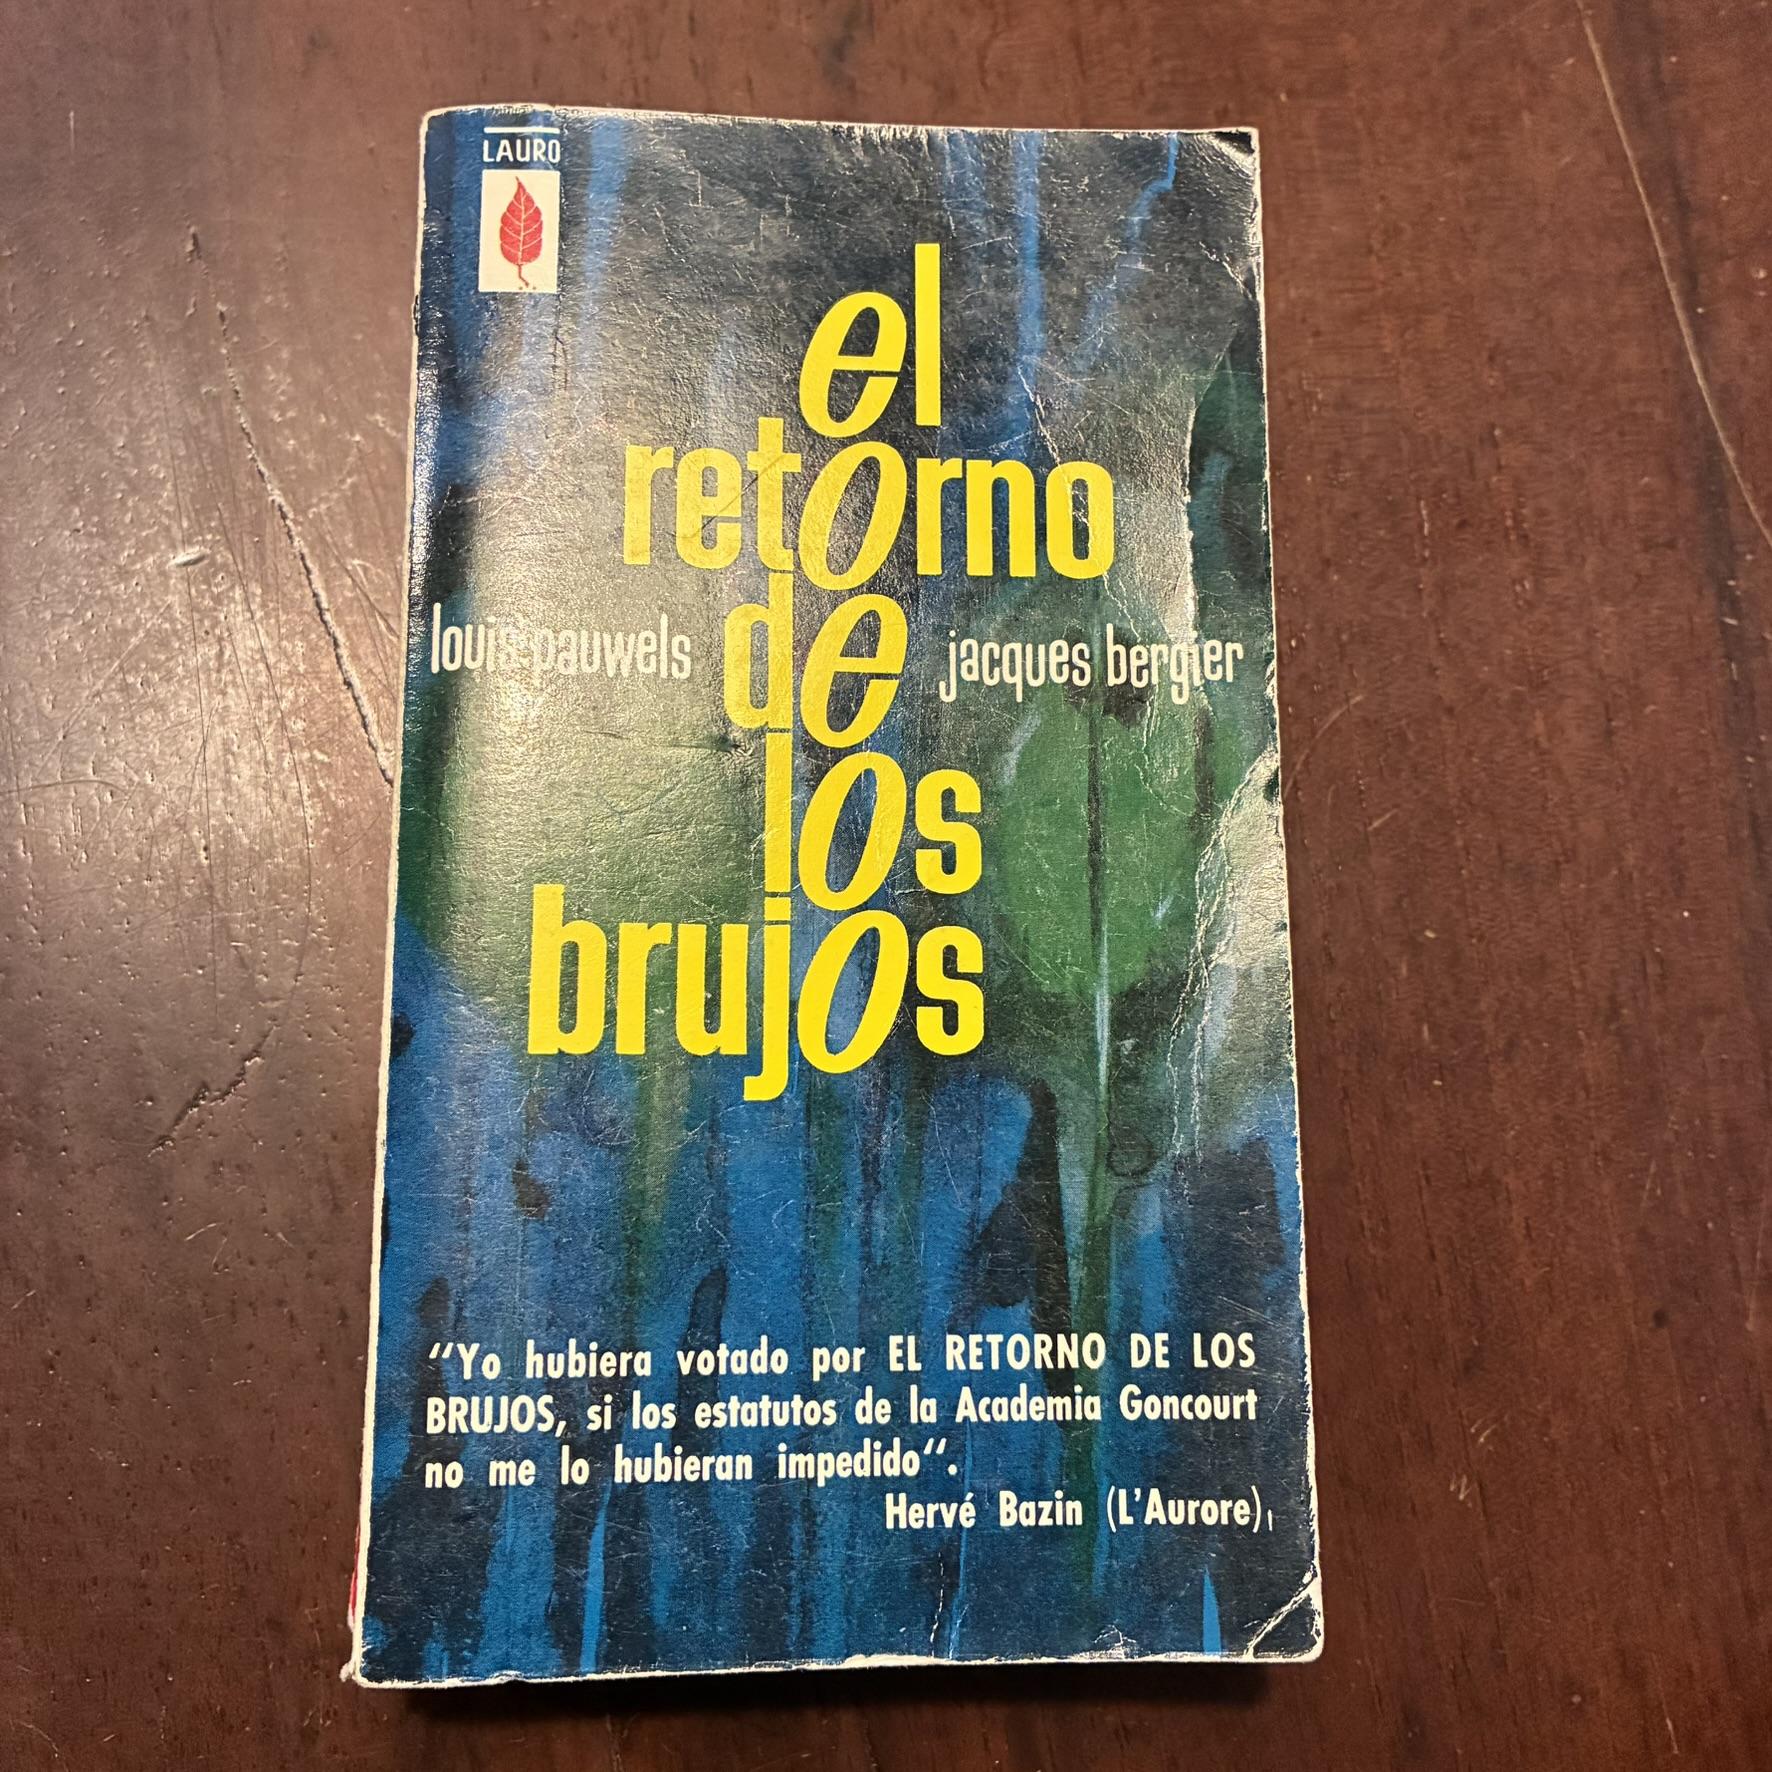 LAURO
el
retorno
de
louis pauwels
jacques bergier
los
brujos
“Yo hubiera votado por EL RETORNO DE LOS
BRUJOS, si los estatutos de la Academia Goncourt
no me lo hubieran impedido“.
Hervé Bazin (L'Aurore)